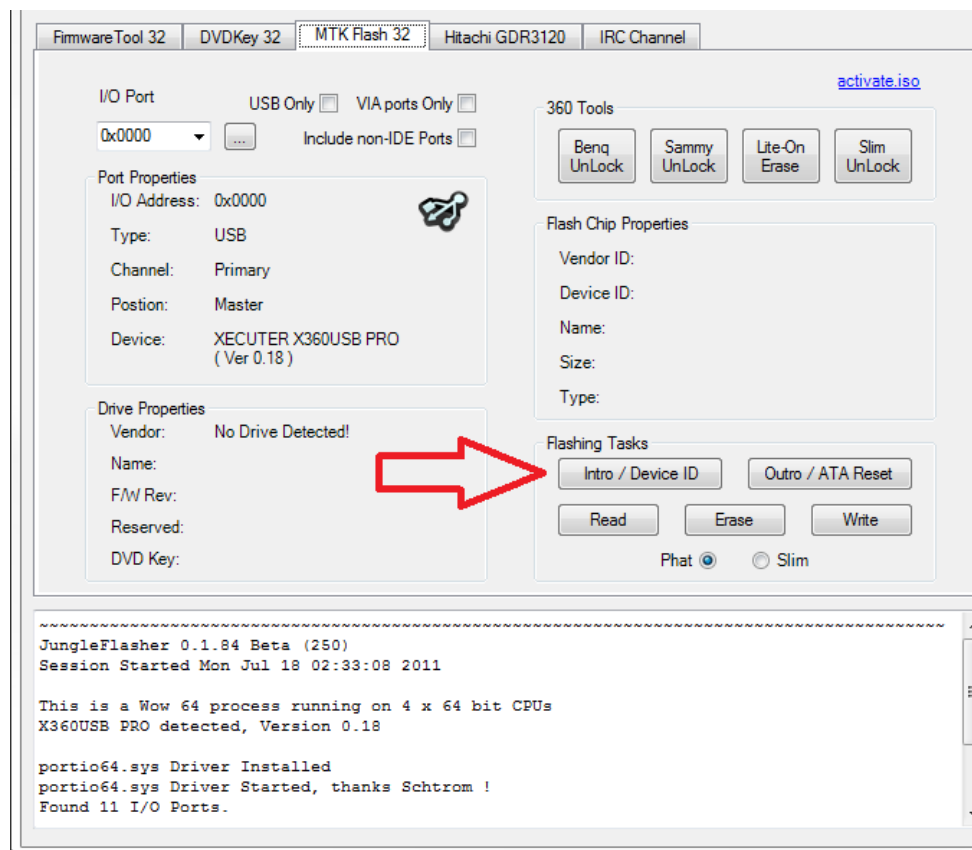 FirmwareTool 32 DVDKey 32 MTK Flash 32 Hitachi GDR3120 IRC Channel
activate.iso
I/O Port USB Only VIA ports Only
0x0000 ... Include non-IDE Ports
Port Properties
I/O Address: 0x0000
Type: USB
Channel: Primary
Postion: Master
Device: XECUTER X360USB PRO
( Ver 0.18 )
Drive Properties
Vendor: No Drive Detected!
Name:
F/W Rev:
Reserved:
DVD Key:
360 Tools
Benq UnLock Sammy UnLock Lite-On Erase Slim UnLock
Flash Chip Properties
Vendor ID:
Device ID:
Name:
Size:
Type:
Flashing Tasks
Intro / Device ID Outro / ATA Reset
Read Erase Write
Phat Slim
~~~~~~~~~~~~~~~~~~~~~~~~~~~~~~~~~~~~~~~~~~~~~~~~~~~~~~~~~~~~~~~~~~~~~~~~~~~~~~~~~~~~~~~~~~
JungleFlasher 0.1.84 Beta (250)
Session Started Mon Jul 18 02:33:08 2011
This is a Wow 64 process running on 4 x 64 bit CPUs
X360USB PRO detected, Version 0.18
portio64.sys Driver Installed
portio64.sys Driver Started, thanks Schtrom !
Found 11 I/O Ports.